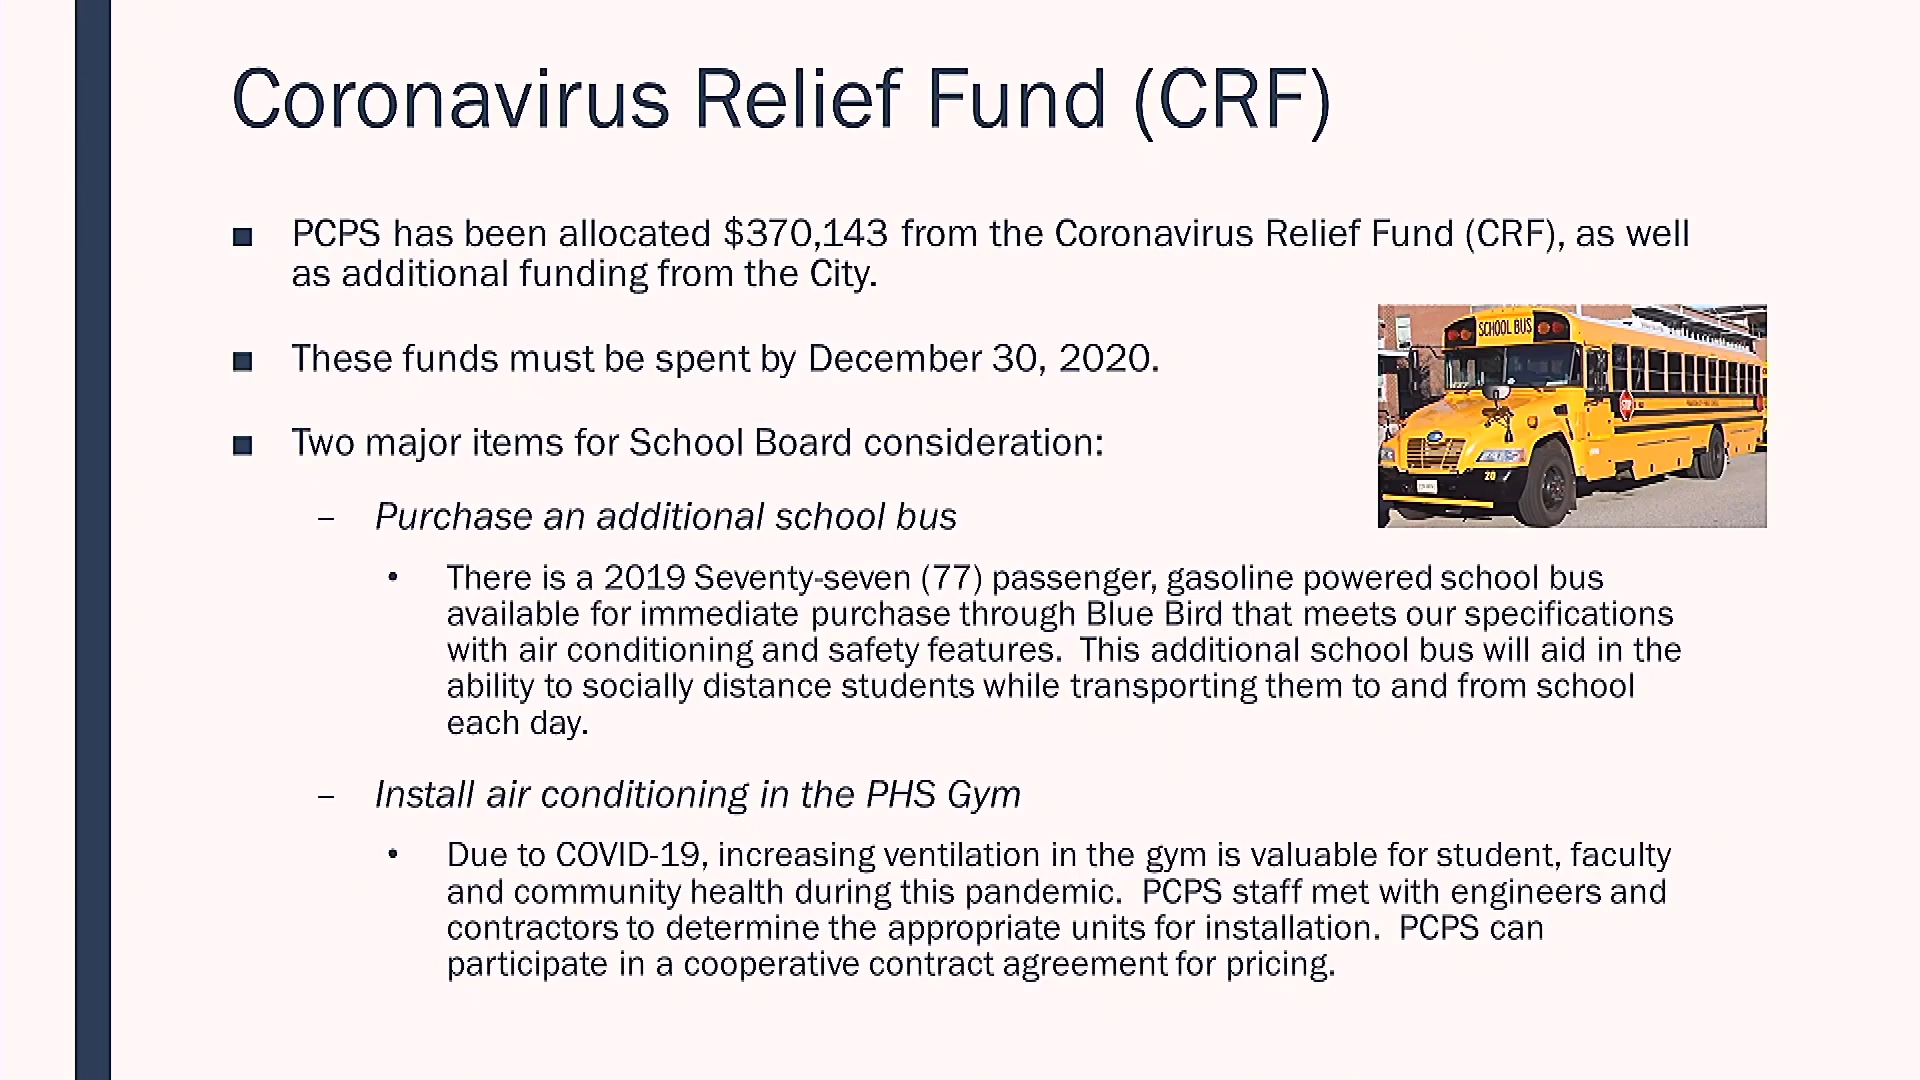 Coronavirus Relief Fund (CRF)
■ PCPS has been allocated $370,143 from the Coronavirus Relief Fund (CRF), as well
as additional funding from the City.
■ These funds must be spent by December 30, 2020.
SCHOOL BUS
STOP
20
■ Two major items for School Board consideration:
– Purchase an additional school bus
• There is a 2019 Seventy-seven (77) passenger, gasoline powered school bus
available for immediate purchase through Blue Bird that meets our specifications
with air conditioning and safety features.  This additional school bus will aid in the
ability to socially distance students while transporting them to and from school
each day.
– Install air conditioning in the PHS Gym
• Due to COVID-19, increasing ventilation in the gym is valuable for student, faculty
and community health during this pandemic.  PCPS staff met with engineers and
contractors to determine the appropriate units for installation.  PCPS can
participate in a cooperative contract agreement for pricing.